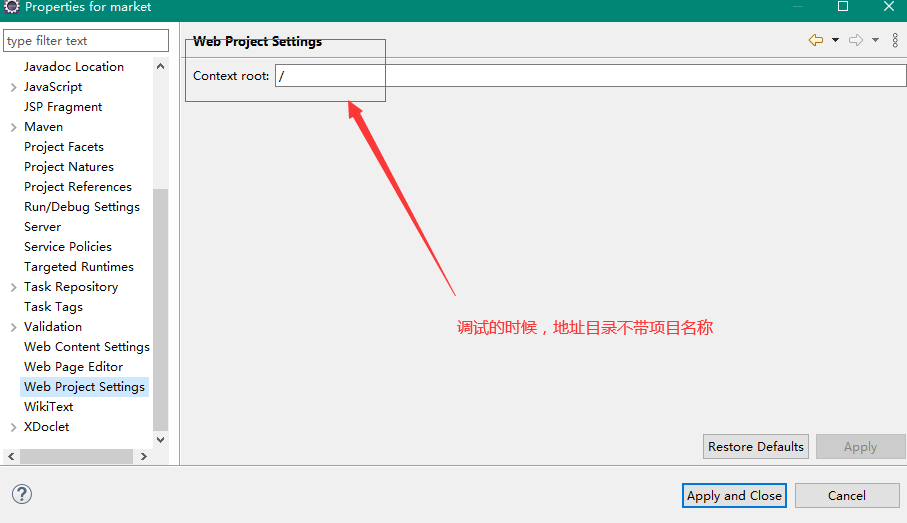 Properties for market
type filter text
Web Project Settings
Javadoc Location
Context root: /
JavaScript
JSP Fragment
Maven
Project Facets
Project Natures
Project References
Run/Debug Settings
Server
Service Policies
Targeted Runtimes
Task Repository
Task Tags
Validation
Web Content Settings
Web Page Editor
Web Project Settings
WikiText
XDoclet
调试的时候，地址目录不带项目名称
Restore Defaults
Apply
?
Apply and Close
Cancel